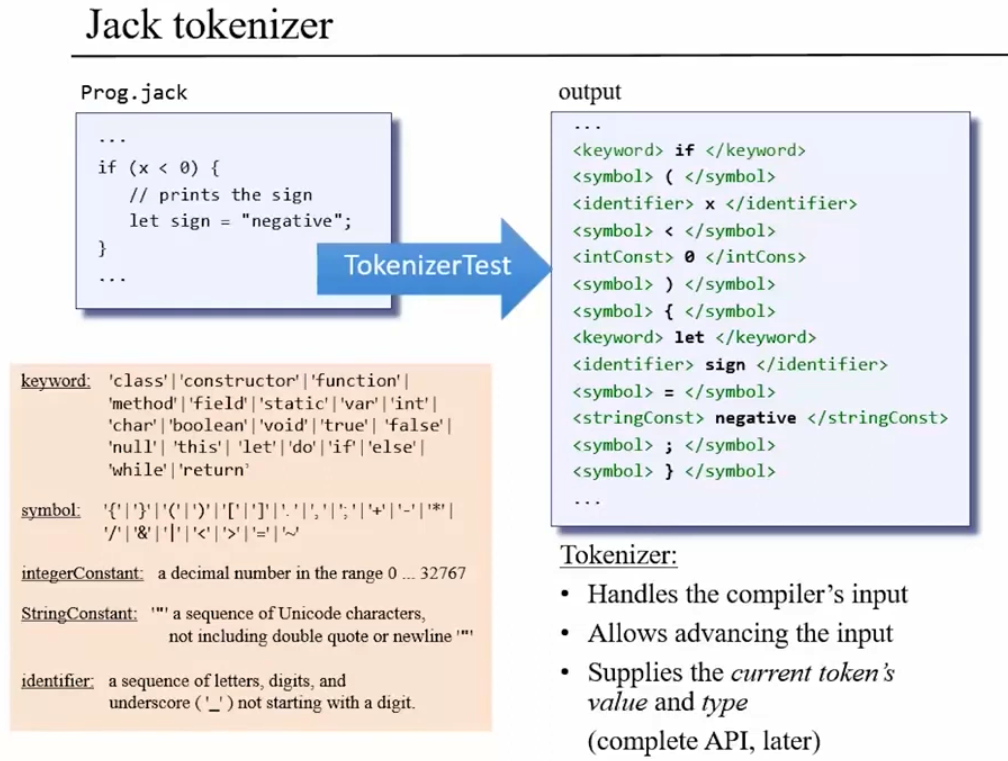 Jack tokenizer
Prog.jack
...
if (x < 0) {
// prints the sign
let sign = "negative";
}
...
TokenizerTest
output
...
<keyword> if </keyword>
<symbol> ( </symbol>
<identifier> x </identifier>
<symbol> < </symbol>
<intConst> 0 </intCons>
<symbol> ) </symbol>
<symbol> { </symbol>
<keyword> let </keyword>
<identifier> sign </identifier>
<symbol> = </symbol>
<stringConst> negative </stringConst>
<symbol> ; </symbol>
<symbol> } </symbol>
...
keyword: 'class'|'constructor'|'function'|
'method'|'field'|'static'|'var'|'int'|
'char'|'boolean'|'void'|'true'|'false'|
'null'|'this'|'let'|'do'|'if'|'else'|
'while'|'return'
symbol: '{'|'}'|'('|')'|'['|']'|'.'|','|';'|'+'|'-'|'*'|
'/'|'&'|'|'|'<'|'>'|'='|'~'
integerConstant: a decimal number in the range 0 ... 32767
StringConstant: '"' a sequence of Unicode characters,
not including double quote or newline '"'
identifier: a sequence of letters, digits, and
underscore ( '_' ) not starting with a digit.
Tokenizer:
• Handles the compiler's input
• Allows advancing the input
• Supplies the current token's
value and type
(complete API, later)